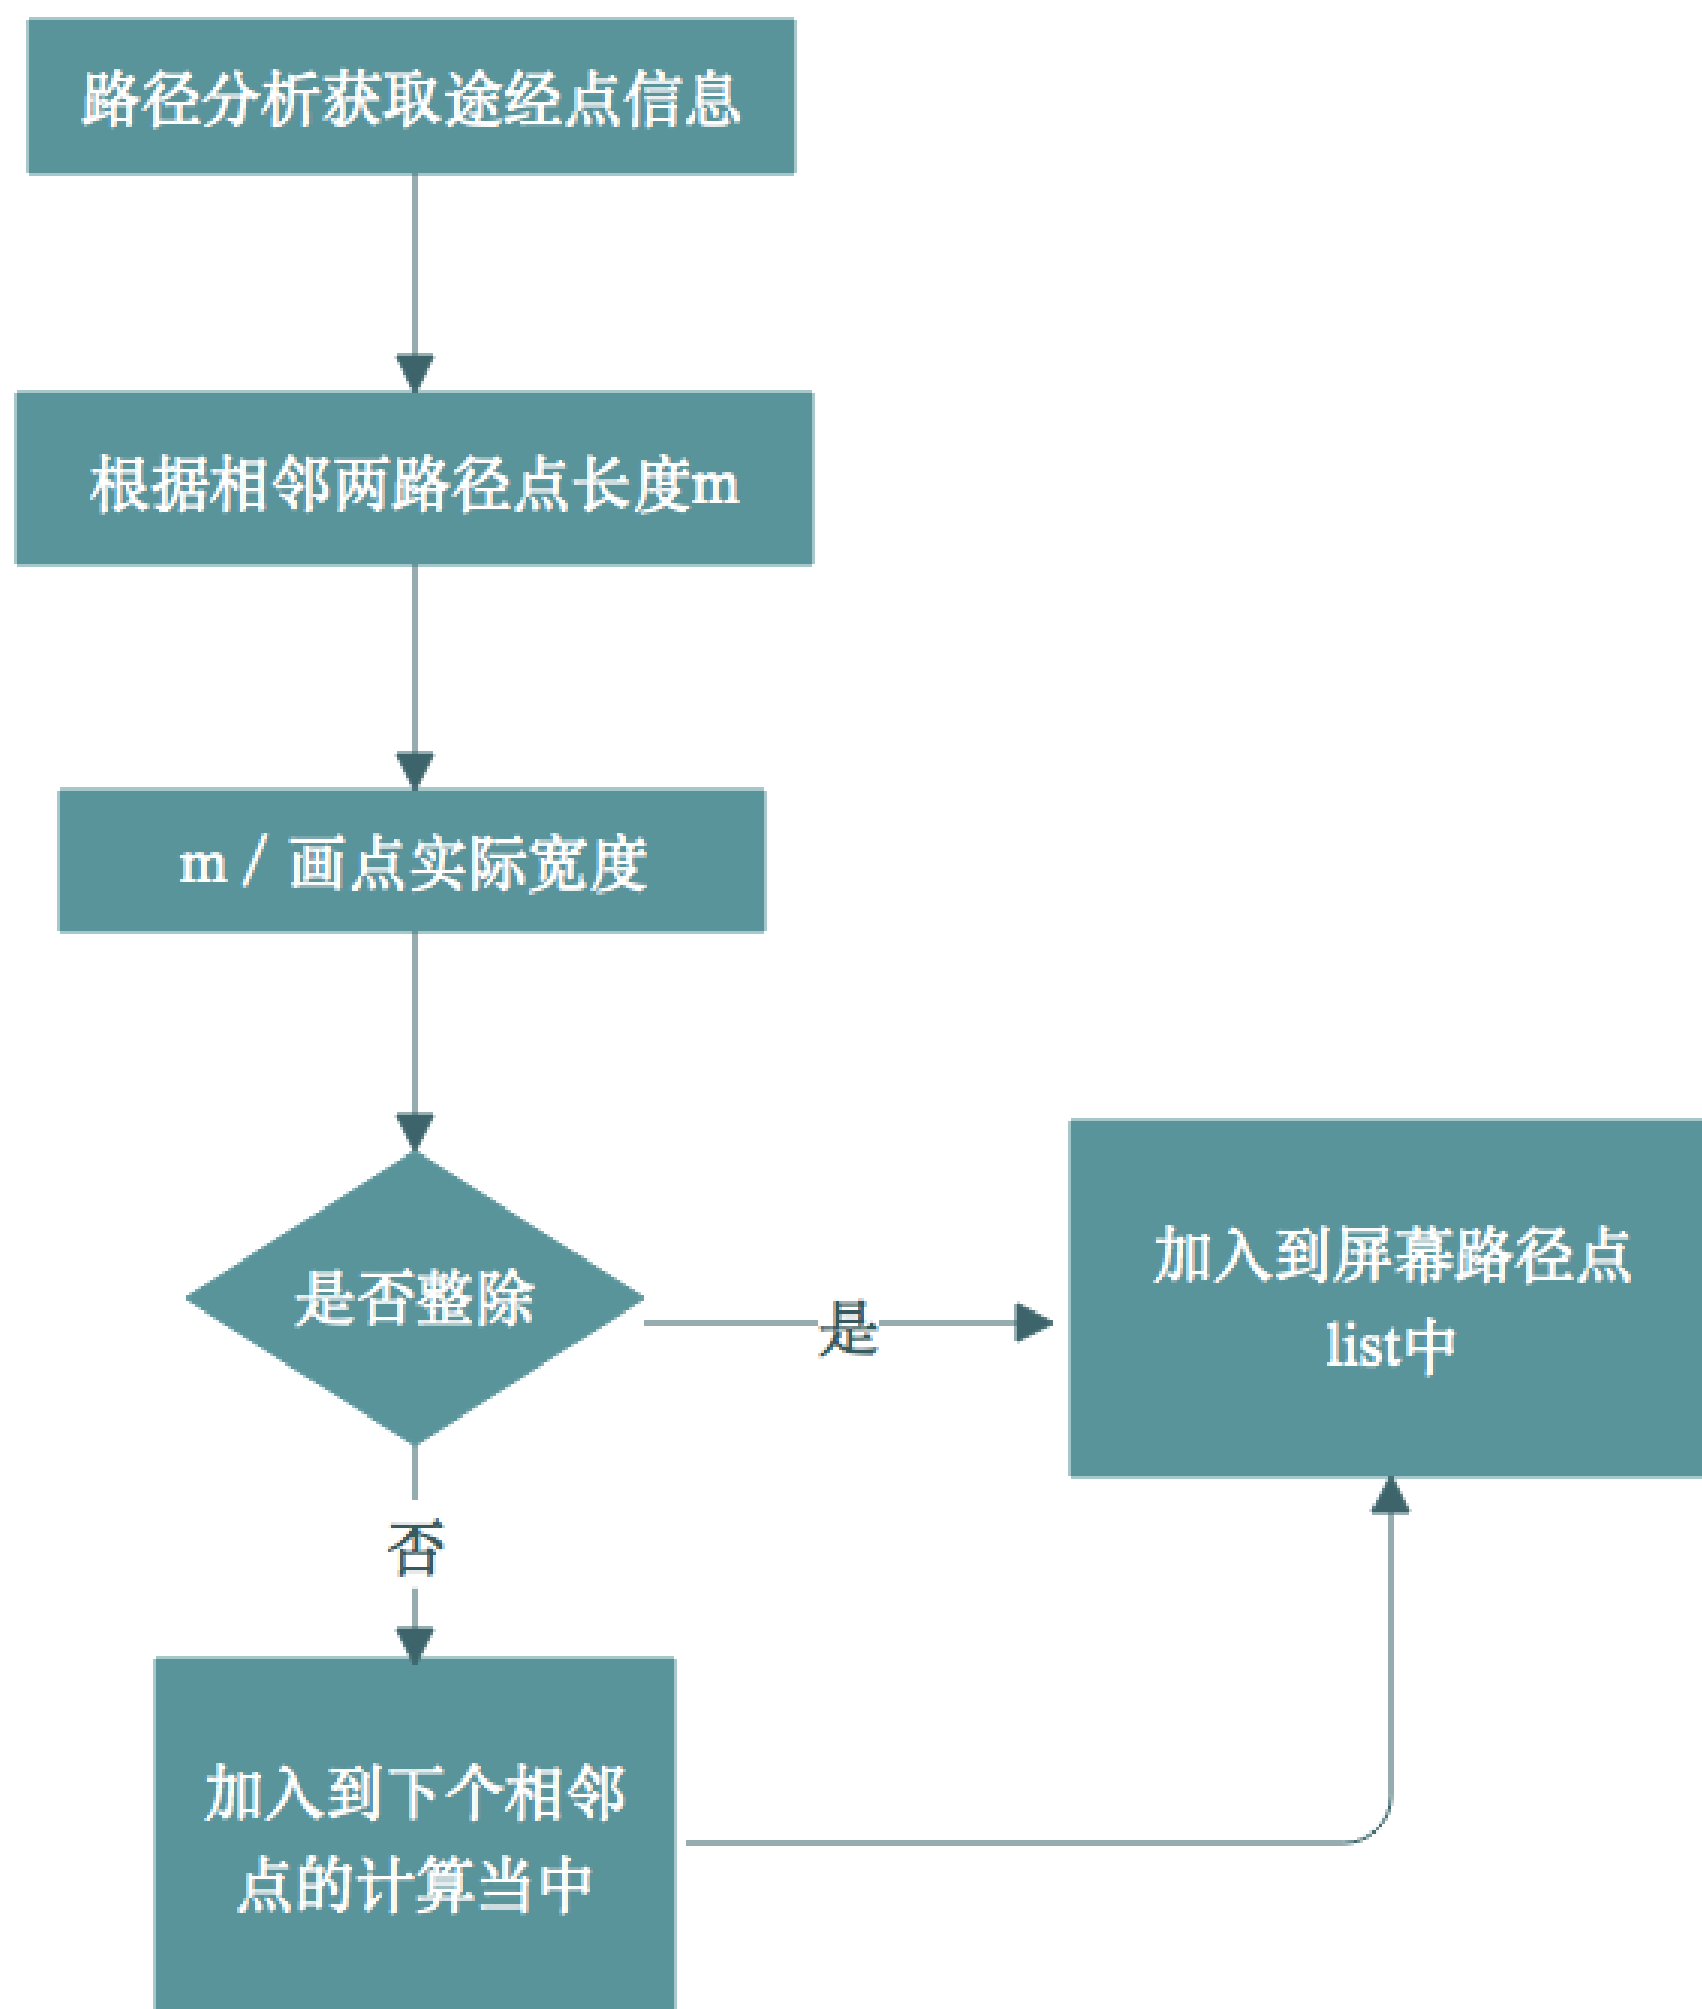 路径分析获取途经点信息
根据相邻两路径点长度m
m / 画点实际宽度
是否整除
是
加入到屏幕路径点
list中
否
加入到下个相邻
点的计算当中